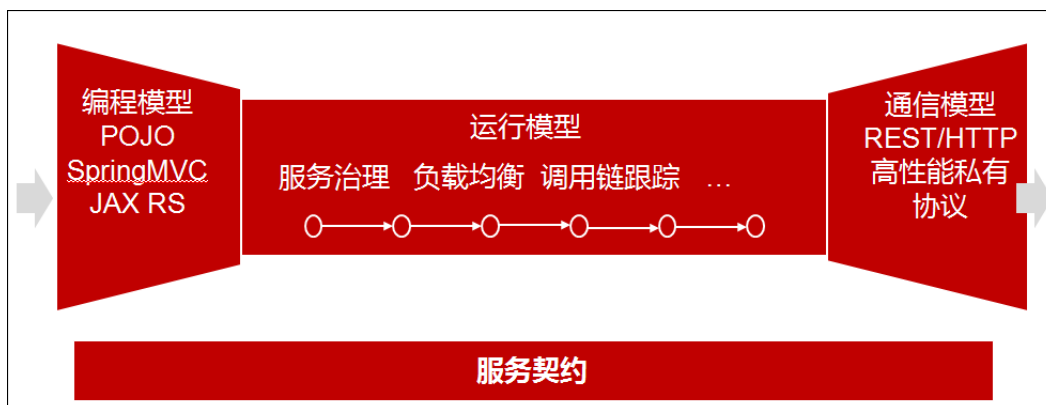 编程模型
POJO
SpringMVC
JAX RS
运行模型
服务治理 负载均衡 调用链跟踪 ...
通信模型
REST/HTTP
高性能私有
协议
服务契约